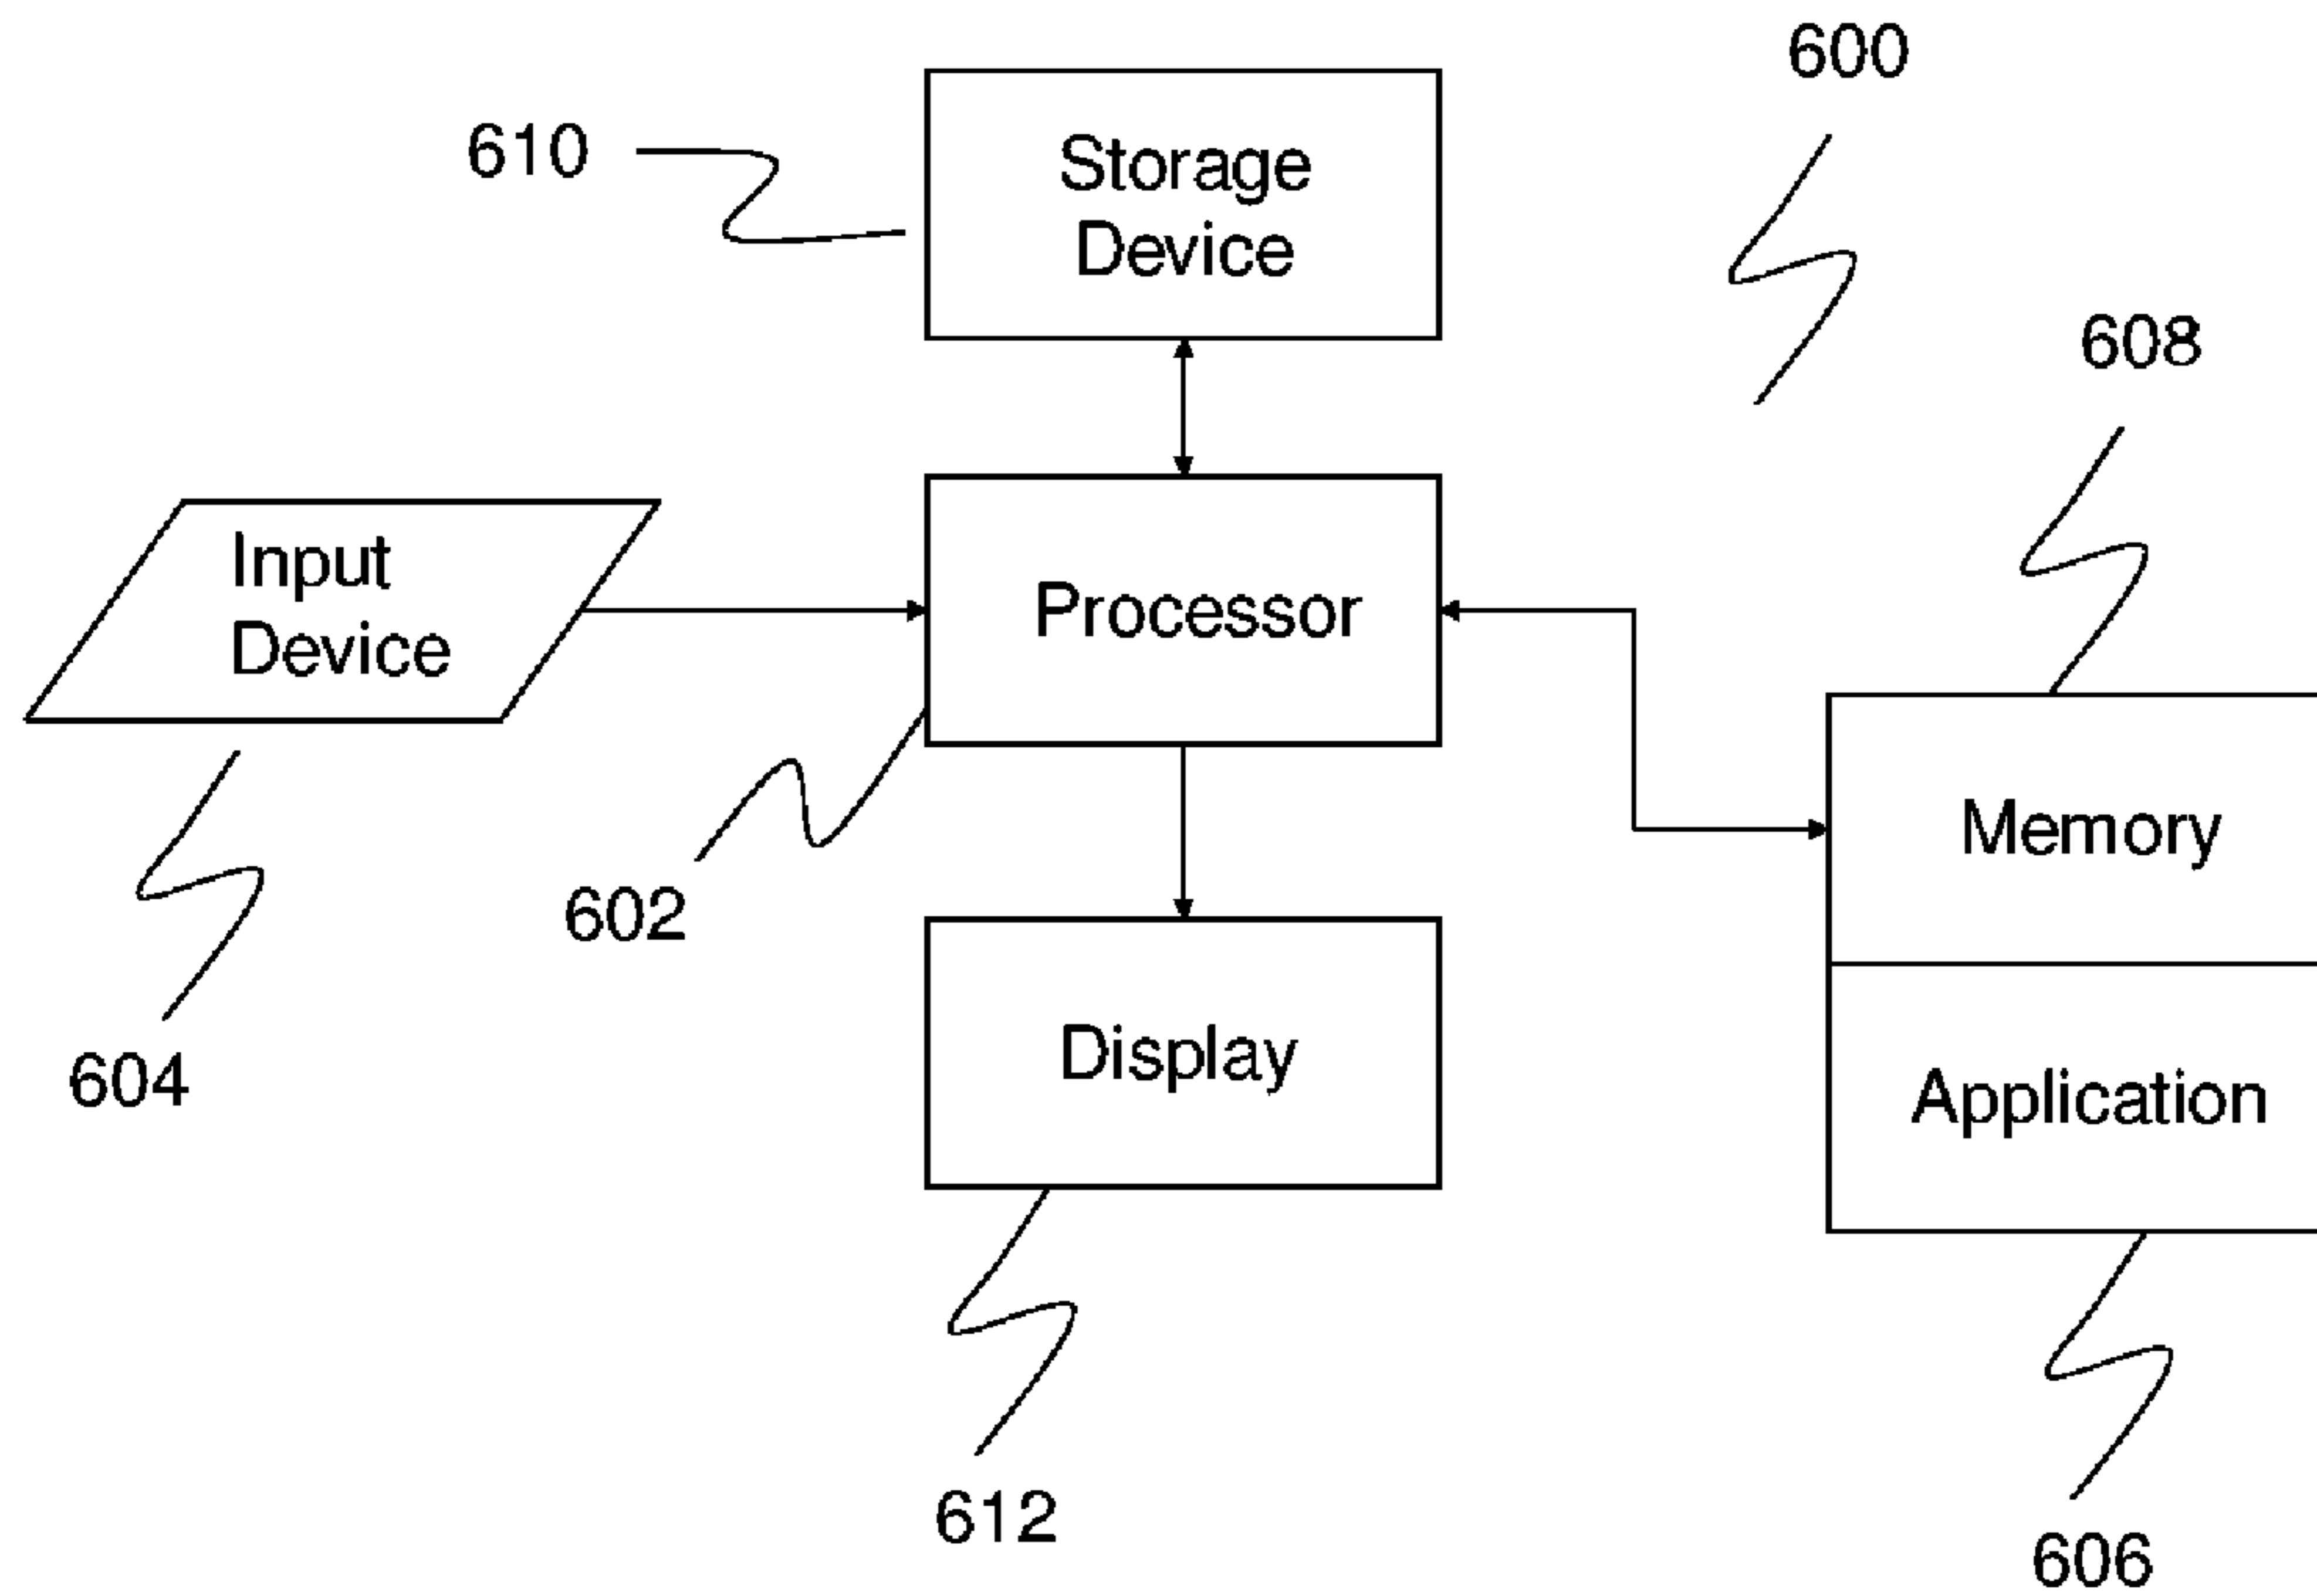 600
610
Storage
Device
608
Input
Device
Processor
Memory
602
Display
604
Application
612
606